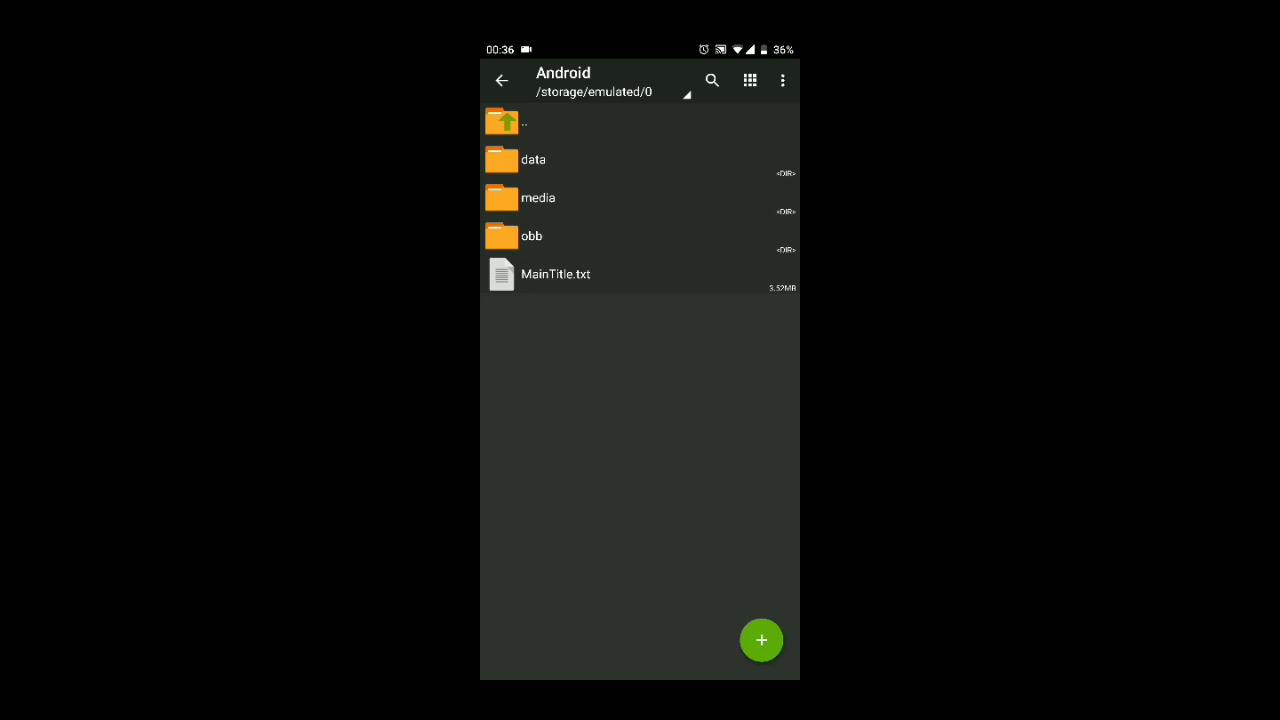 00:36 36%
Android
/storage/emulated/0
..
data
<DIR>
media
<DIR>
obb
<DIR>
MainTitle.txt
3.52MB